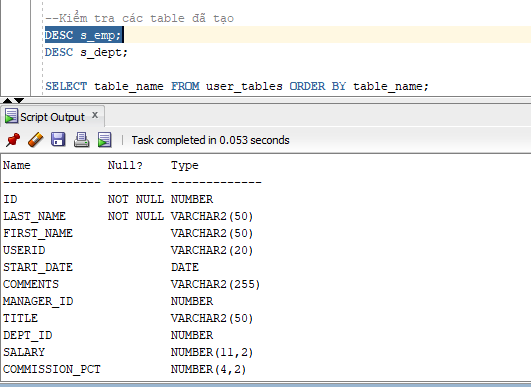 --Kiểm tra các table đã tạo
DESC s_emp;
DESC s_dept;
SELECT table_name FROM user_tables ORDER BY table_name;
Script Output x
Task completed in 0.053 seconds
Name Null? Type
-------------- -------- -------------
ID NOT NULL NUMBER
LAST_NAME NOT NULL VARCHAR2(50)
FIRST_NAME VARCHAR2(50)
USERID VARCHAR2(20)
START_DATE DATE
COMMENTS VARCHAR2(255)
MANAGER_ID NUMBER
TITLE VARCHAR2(50)
DEPT_ID NUMBER
SALARY NUMBER(11,2)
COMMISSION_PCT NUMBER(4,2)